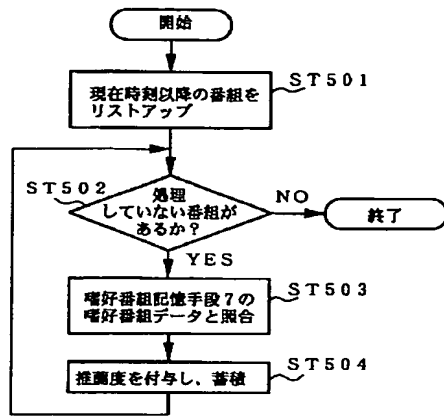 開始
ST501
現在時刻以降の番組を
リストアップ
ST502
処理
していない番組が
あるか？
NO
終了
YES
ST503
嗜好番組記憶手段7の
嗜好番組データと照合
ST504
推薦度を付与し、蓄積